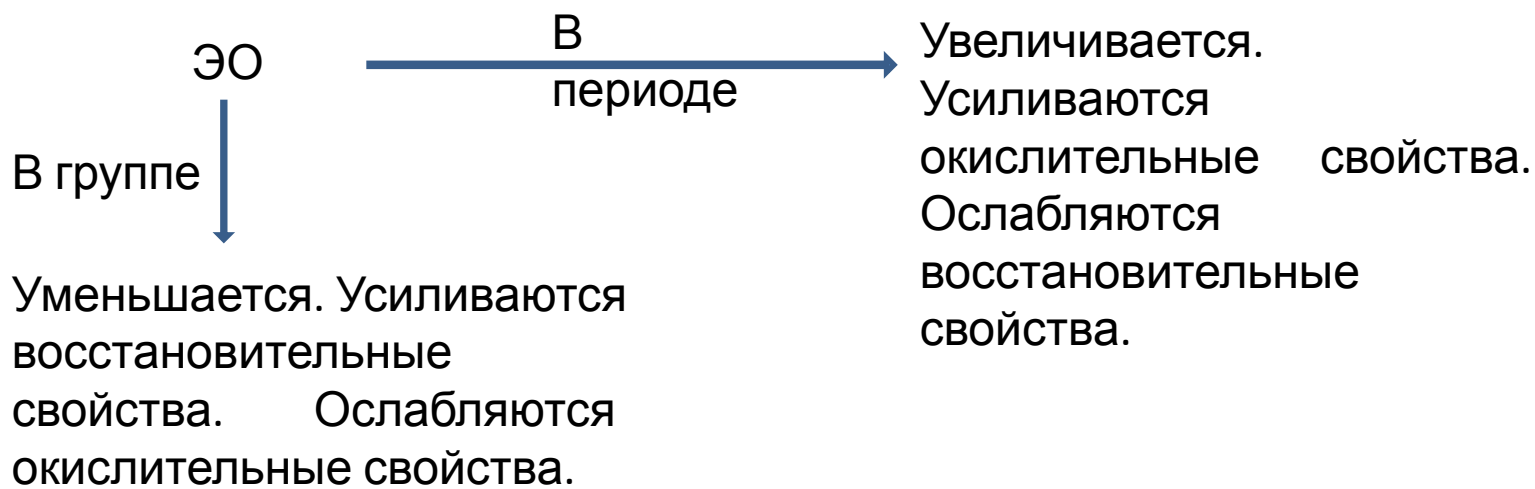 ЭО
В
периоде
Увеличивается.
Усиливаются
окислительные свойства.
Ослабляются
восстановительные
свойства.
В группе
Уменьшается. Усиливаются
восстановительные
свойства. Ослабляются
окислительные свойства.